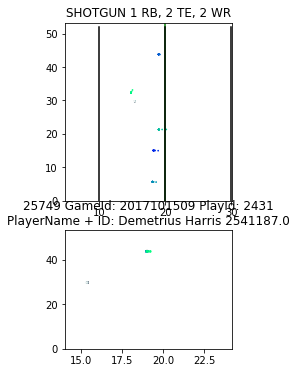 SHOTGUN 1 RB, 2 TE, 2 WR
50
40
30
20
10
0
10 20 30
25749 GameId: 2017101509 PlayId: 2431
PlayerName + ID: Demetrius Harris 2541187.0
40
20
0
15.0 17.5 20.0 22.5